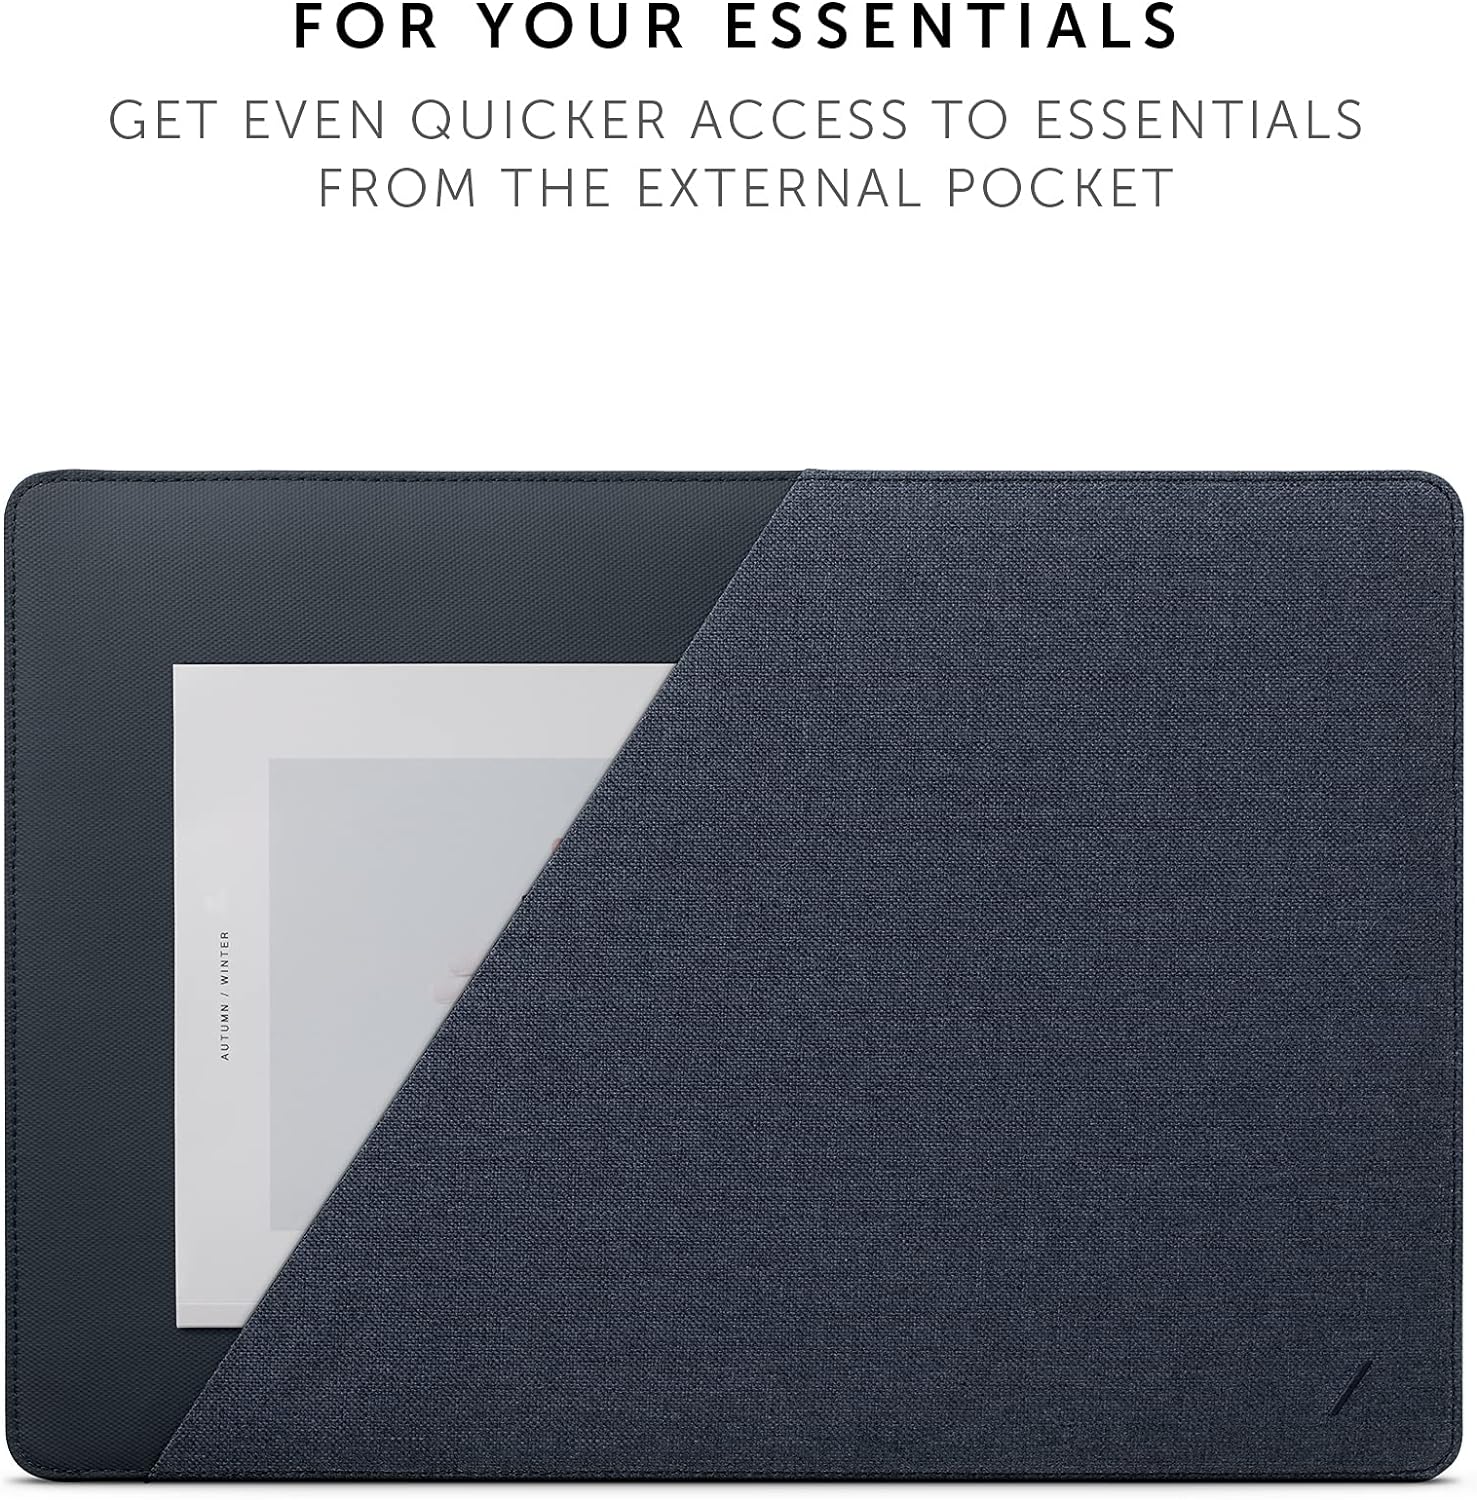 FOR YOUR ESSENTIALS
GET EVEN QUICKER ACCESS TO ESSENTIALS
FROM THE EXTERNAL POCKET
AUTUMN / WINTER